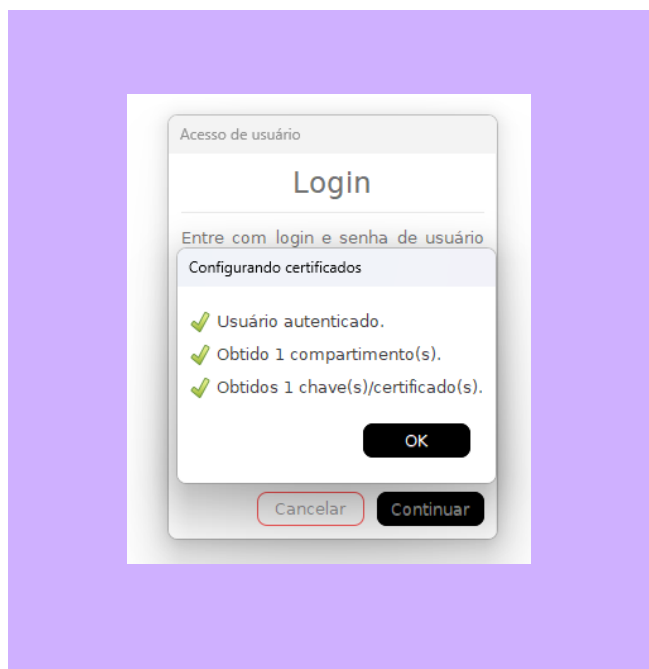 Acesso de usuário
Login
Entre com login e senha de usuário
Configurando certificados
Usuário autenticado.
Obtido 1 compartimento(s).
Obtidos 1 chave(s)/certificado(s).
OK
Cancelar Continuar